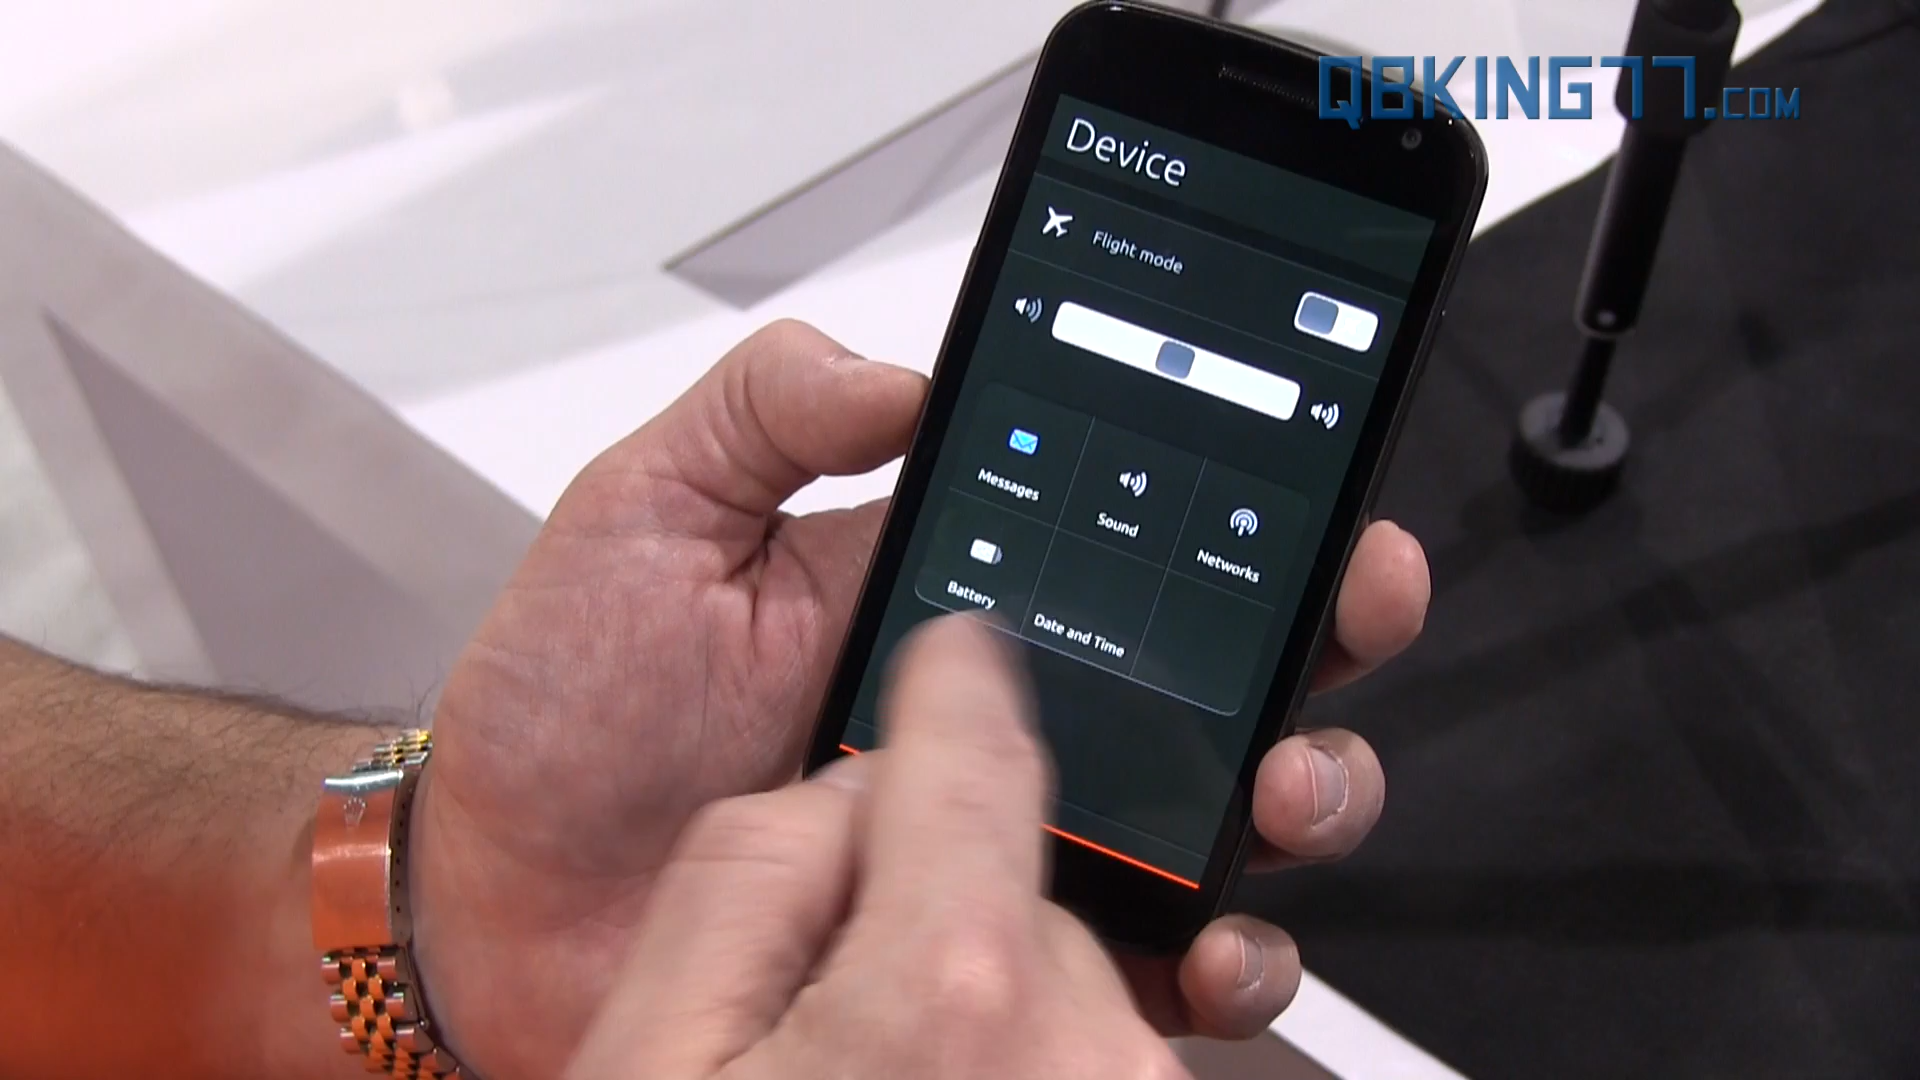 QBKING77.COM
Device
Flight mode
Messages
Sound
Networks
Battery
Date and Time